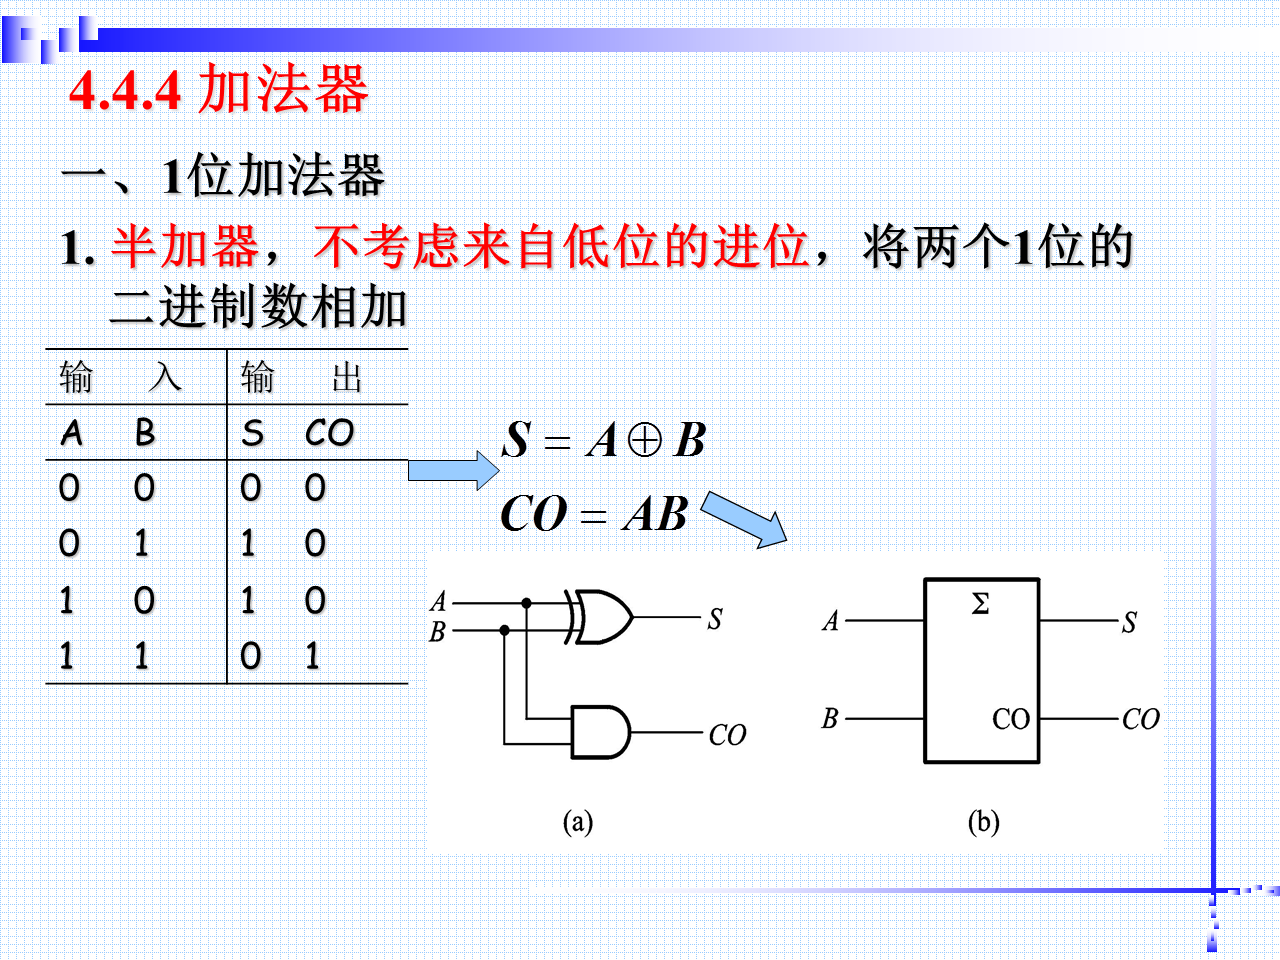 4.4.4 加法器
一、1位加法器
1. 半加器，不考虑来自低位的进位，将两个1位的
二进制数相加
输 入 输 出
A B S CO
0 0 0 0
0 1 1 0
1 0 1 0
1 1 0 1
S = A ⊕ B
CO = AB
A
B
S
CO
(a)
A
B
Σ
CO
S
CO
(b)